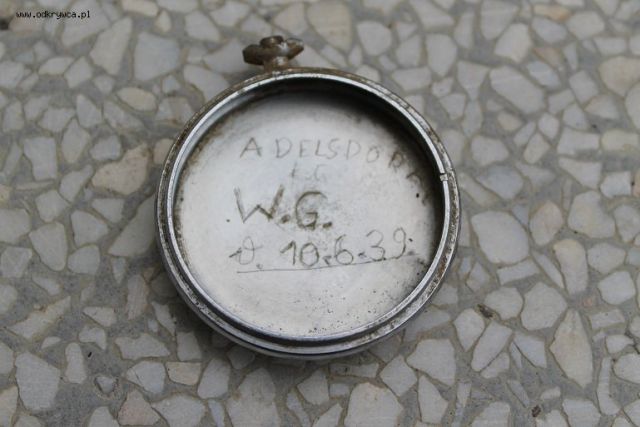 www.odkrywca.pl
ADELSDORF
W.G.
d. 10.6.39.